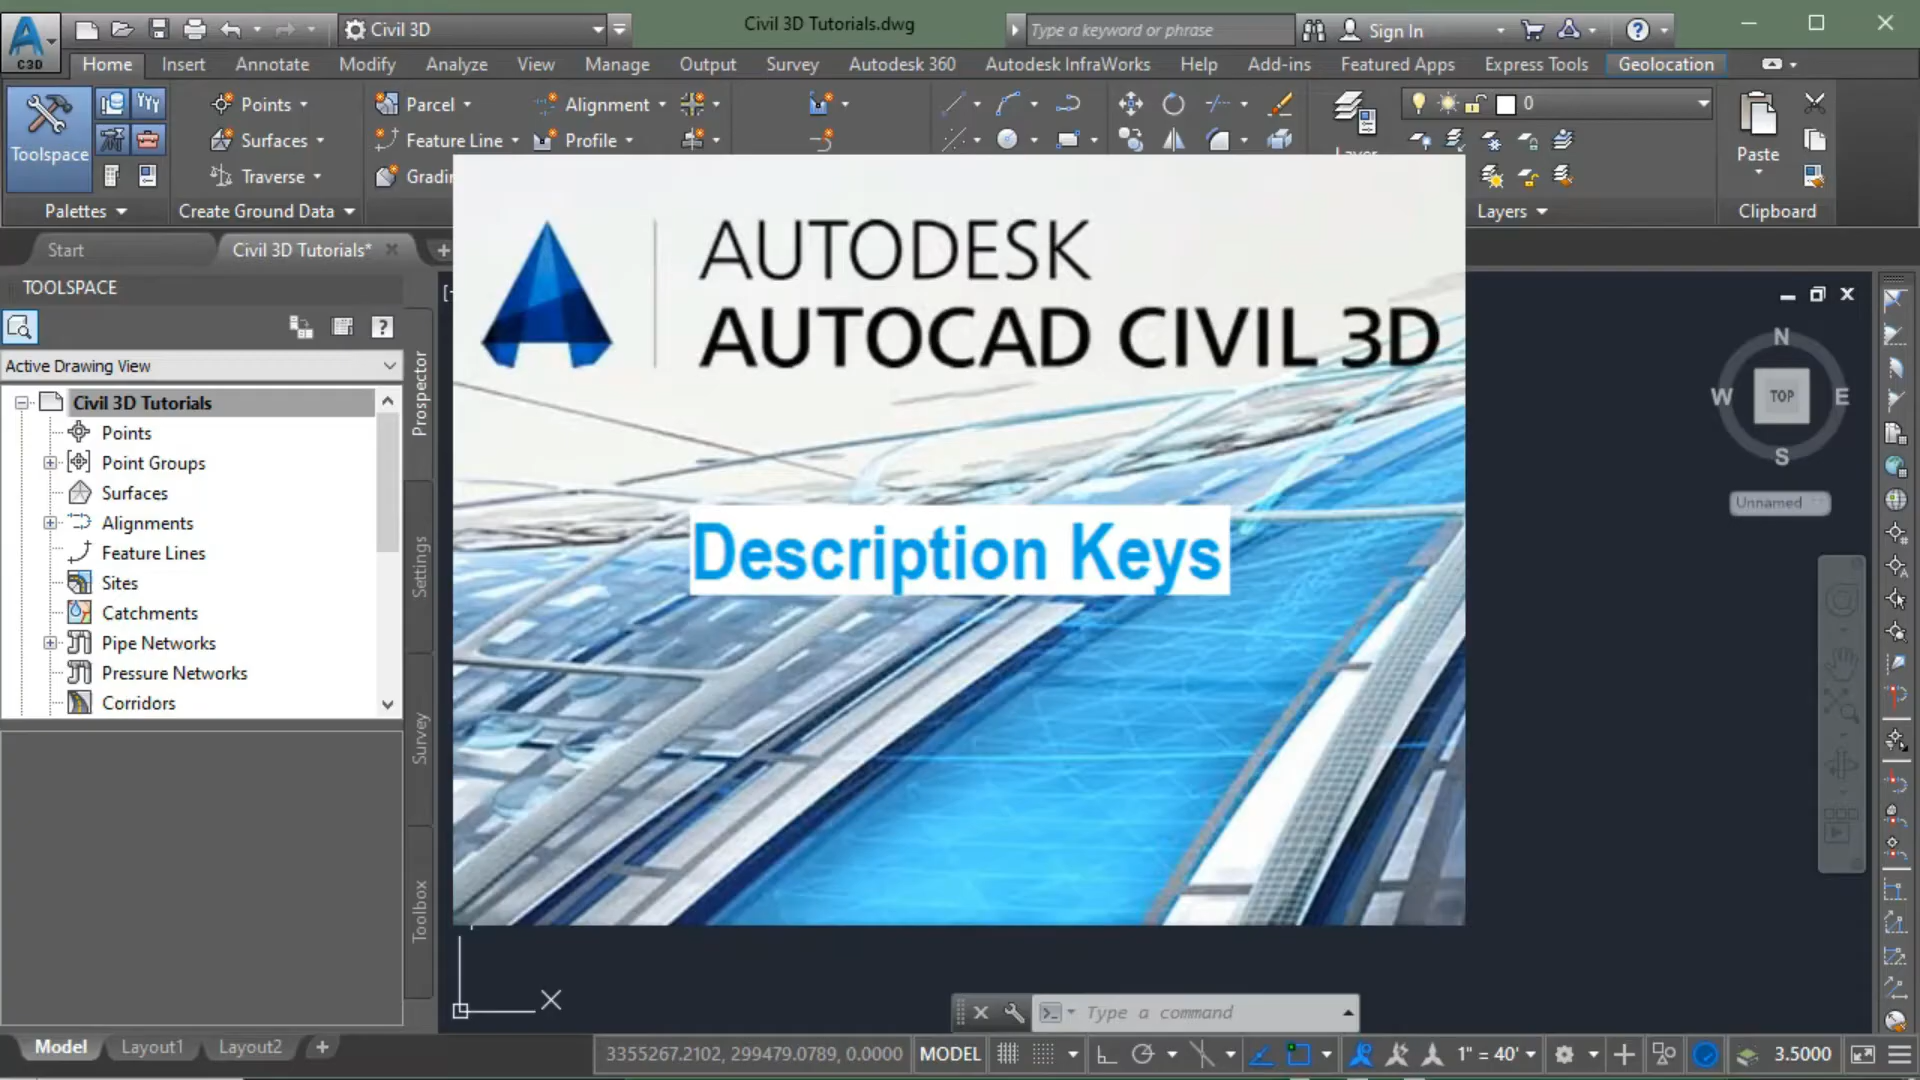 Civil 3D
Civil 3D Tutorials.dwg
Type a keyword or phrase
Sign In
C3D
Home
Insert
Annotate
Modify
Analyze
View
Manage
Output
Survey
Autodesk 360
Autodesk InfraWorks
Help
Add-ins
Featured Apps
Express Tools
Geolocation
Toolspace
Points
Parcel
Alignment
0
Surfaces
Feature Line
Profile
Paste
Traverse
Palettes
Create Ground Data
Layers
Clipboard
Start
Civil 3D Tutorials*
TOOLSPACE
Active Drawing View
Civil 3D Tutorials
Points
Point Groups
Surfaces
Alignments
Feature Lines
Sites
Catchments
Pipe Networks
Pressure Networks
Corridors
Prospector
Settings
Survey
Toolbox
AUTODESK
AUTOCAD CIVIL 3D
Description Keys
N
W
TOP
E
S
Unnamed
Type a command
Model
Layout1
Layout2
3355267.2102, 299479.0789, 0.0000
MODEL
1" = 40'
3.5000